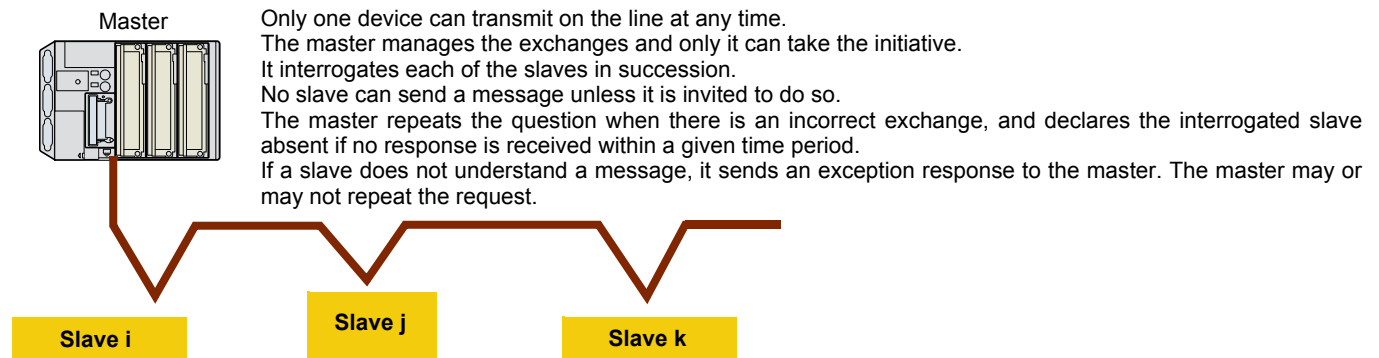 Master
Only one device can transmit on the line at any time.
The master manages the exchanges and only it can take the initiative.
It interrogates each of the slaves in succession.
No slave can send a message unless it is invited to do so.
The master repeats the question when there is an incorrect exchange, and declares the interrogated slave
absent if no response is received within a given time period.
If a slave does not understand a message, it sends an exception response to the master. The master may or
may not repeat the request.
Slave i
Slave j
Slave k